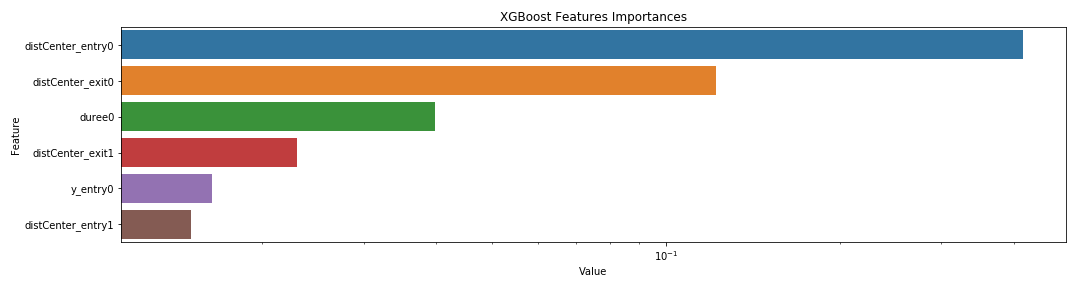 XGBoost Features Importances
Feature
distCenter_entry0
distCenter_exit0
duree0
distCenter_exit1
y_entry0
distCenter_entry1
10⁻¹
Value